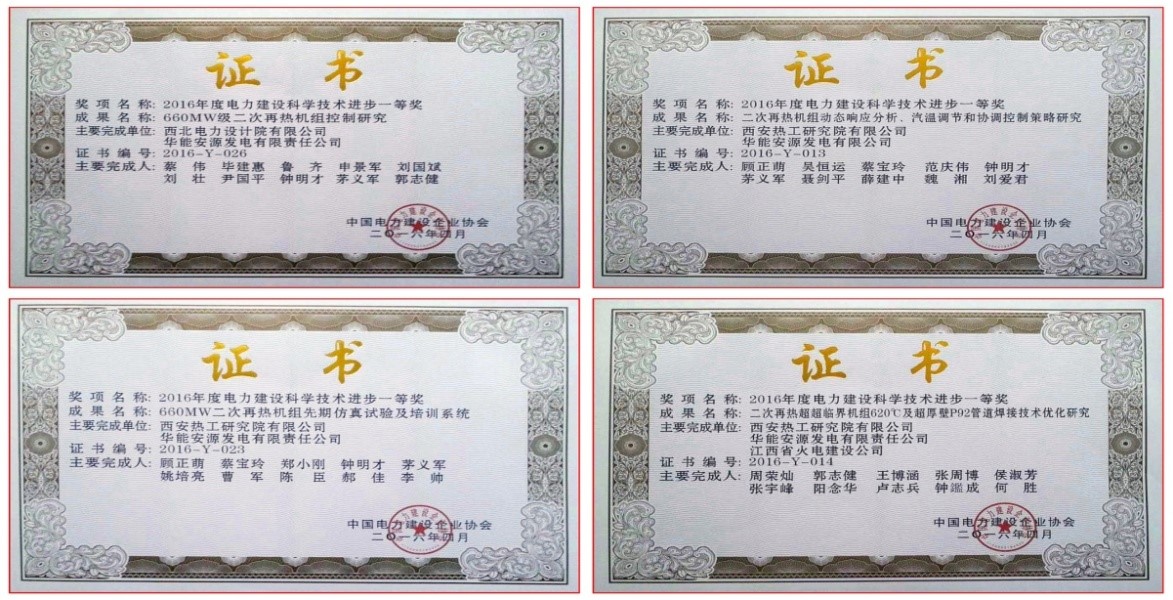 证 书
奖 项 名 称: 2016年度电力建设科学技术进步一等奖
成 果 名 称: 660MW级二次再热机组控制研究
主要完成单位: 西北电力设计院有限公司
华能安源发电有限责任公司
证 书 编 号: 2016-Y-026
主要完成人: 蔡 伟 毕建惠 鲁 齐 申景军 刘国斌
刘 壮 尹国平 钟明才 茅义军 郭志健
中国电力建设企业协会
二〇一六年四月
证 书
奖 项 名 称: 2016年度电力建设科学技术进步一等奖
成 果 名 称: 二次再热机组动态响应分析、汽温调节和协调控制策略研究
主要完成单位: 西安热工研究院有限公司
华能安源发电有限责任公司
证 书 编 号: 2016-Y-013
主要完成人: 顾正萌 吴恒运 蔡宝玲 范庆伟 钟明才
茅义军 聂剑平 薛建中 魏 湘 刘爱君
中国电力建设企业协会
二〇一六年四月
证 书
奖 项 名 称: 2016年度电力建设科学技术进步一等奖
成 果 名 称: 660MW二次再热机组先期仿真试验及培训系统
主要完成单位: 西安热工研究院有限公司
华能安源发电有限责任公司
证 书 编 号: 2016-Y-023
主要完成人: 顾正萌 蔡宝玲 郑小刚 钟明才 茅义军
姚培亮 曹 军 陈 臣 郝 佳 李 帅
中国电力建设企业协会
二〇一六年四月
证 书
奖 项 名 称: 2016年度电力建设科学技术进步一等奖
成 果 名 称: 二次再热超超临界机组620℃及超厚壁P92管道焊接技术优化研究
主要完成单位: 西安热工研究院有限公司
华能安源发电有限责任公司
江西省火电建设公司
证 书 编 号: 2016-Y-014
主要完成人: 周荣灿 郭志健 王博涵 张周博 侯淑芳
张宇峰 阳念华 卢志兵 钟谧成 何 胜
中国电力建设企业协会
二〇一六年四月